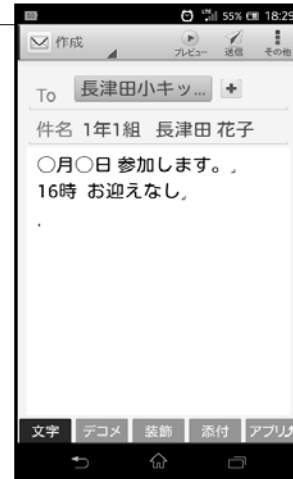 55% 18:29
作成 プレビュー 送信 その他
To 長津田小キッ... +
件名 1年1組 長津田 花子
○月○日 参加します。
16時 お迎えなし
文字 デコメ 装飾 添付 アプリ